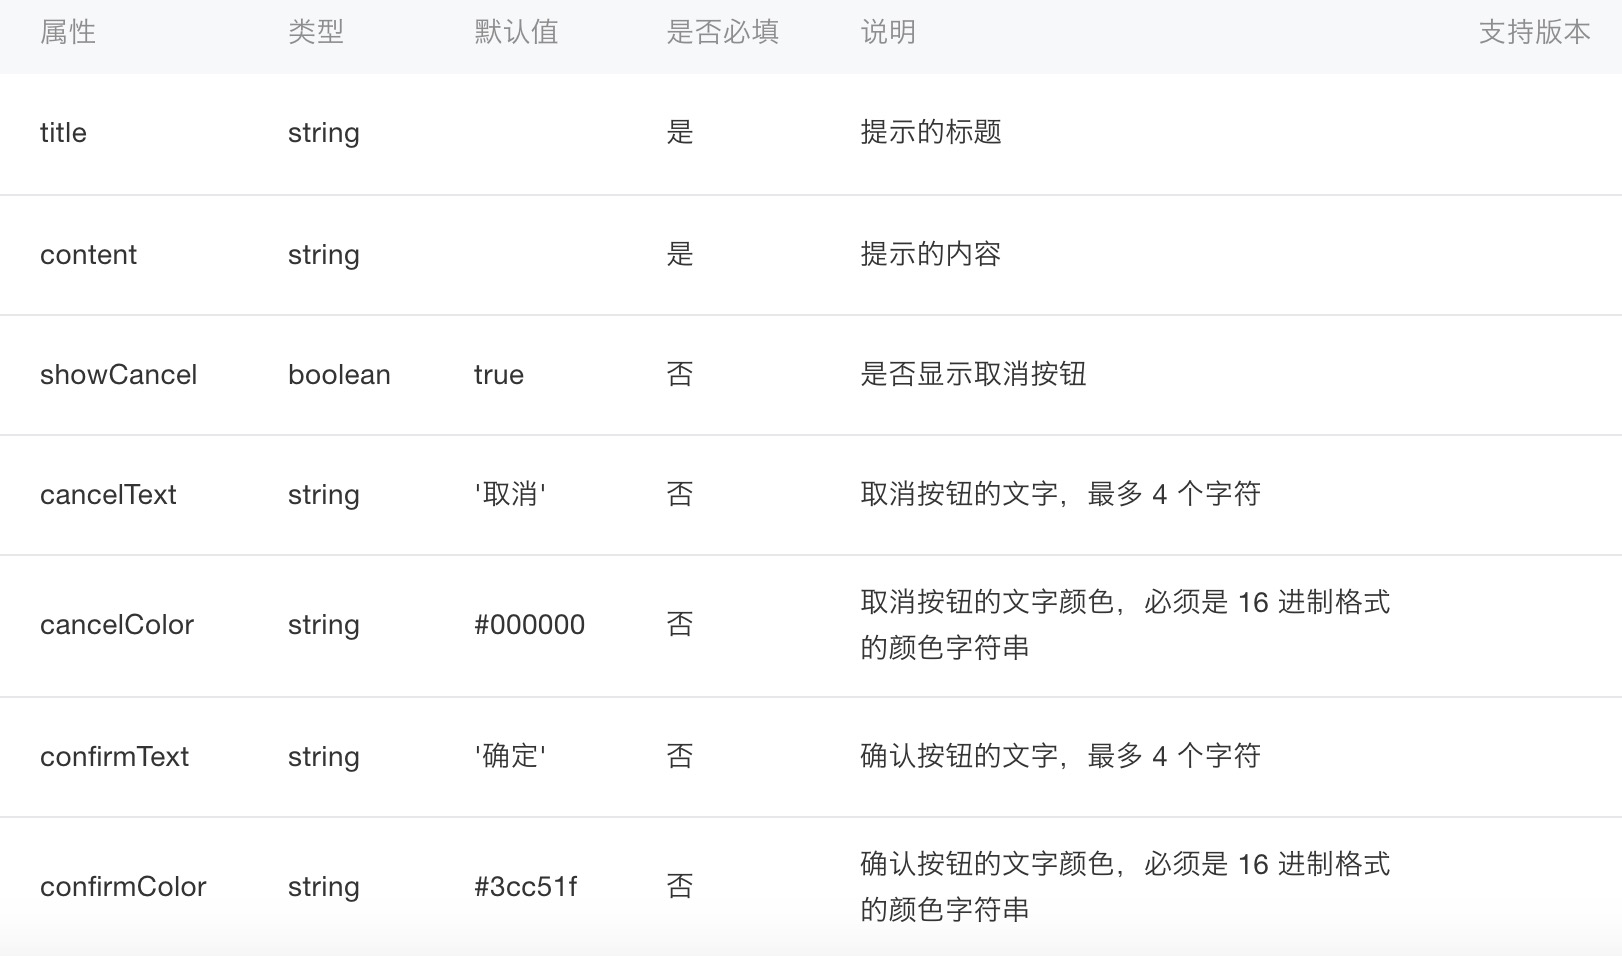 属性 类型 默认值 是否必填 说明 支持版本
title string 是 提示的标题
content string 是 提示的内容
showCancel boolean true 否 是否显示取消按钮
cancelText string '取消' 否 取消按钮的文字，最多 4 个字符
cancelColor string #000000 否 取消按钮的文字颜色，必须是 16 进制格式
的颜色字符串
confirmText string '确定' 否 确认按钮的文字，最多 4 个字符
confirmColor string #3cc51f 否 确认按钮的文字颜色，必须是 16 进制格式
的颜色字符串